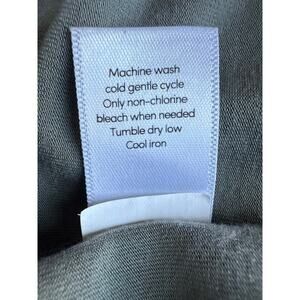 Machine wash
cold gentle cycle
Only non-chlorine
bleach when needed
Tumble dry low
Cool iron